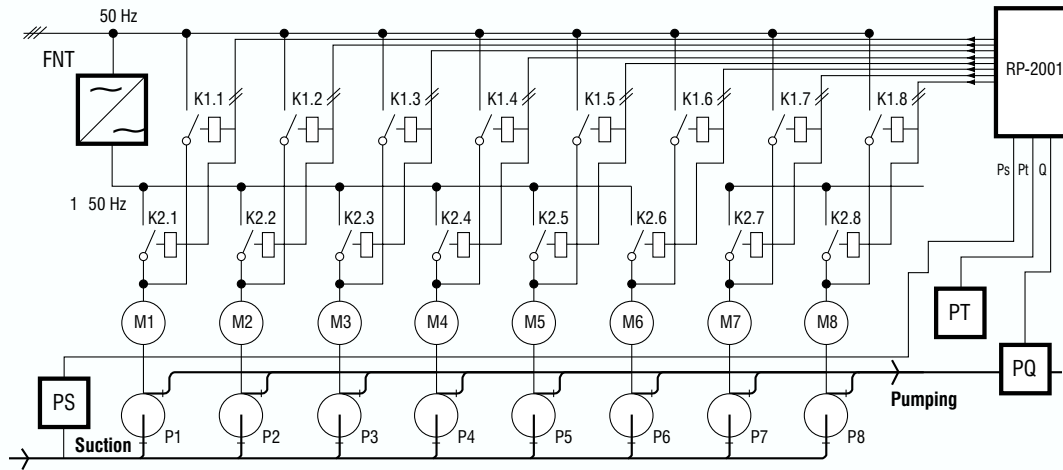 50 Hz
FNT
RP-2001
K1.1
K1.2
K1.3
K1.4
K1.5
K1.6
K1.7
K1.8
Ps
Pt
Q
1 50 Hz
K2.1
K2.2
K2.3
K2.4
K2.5
K2.6
K2.7
K2.8
M1
M2
M3
M4
M5
M6
M7
M8
PT
PQ
PS
Pumping
Suction
P1
P2
P3
P4
P5
P6
P7
P8